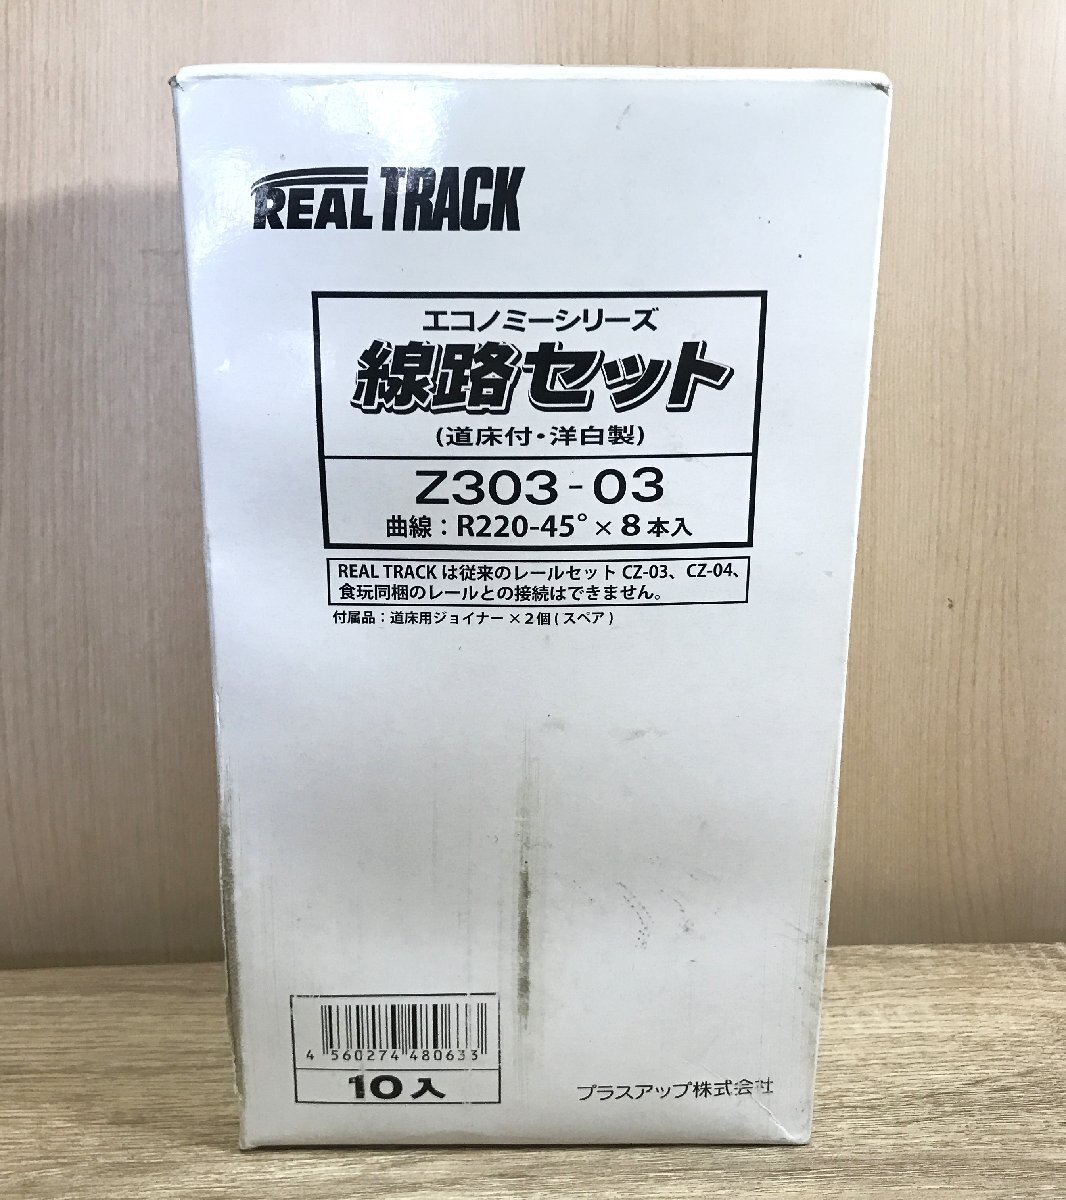 REAL TRACK
エコノミーシリーズ
線路セット
(道床付・洋白製)
Z303-03
曲線：R220-45°×8本入
REAL TRACK は従来のレールセット CZ-03、CZ-04、
食玩同梱のレールとの接続はできません。
付属品：道床用ジョイナー×2個(スペア)
4 560274 480633
10入
プラスアップ株式会社